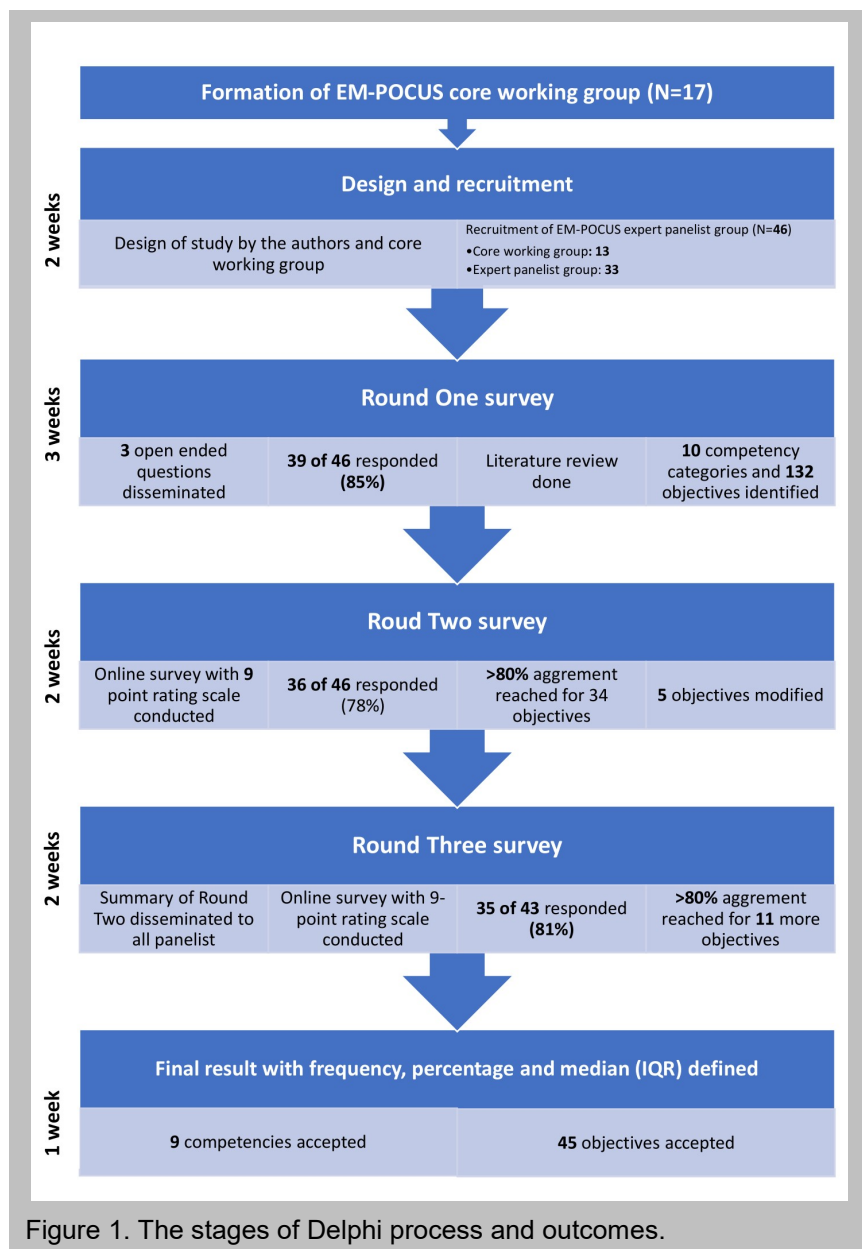 Formation of EM-POCUS core working group (N=17)
2 weeks
Design and recruitment
Design of study by the authors and core
working group
Recruitment of EM-POCUS expert panelist group (N=46)
•Core working group: 13
•Expert panelist group: 33
3 weeks
Round One survey
3 open ended
questions
disseminated
39 of 46 responded
(85%)
Literature review
done
10 competency
categories and 132
objectives identified
2 weeks
Roud Two survey
Online survey with 9
point rating scale
conducted
36 of 46 responded
(78%)
>80% aggrement
reached for 34
objectives
5 objectives modified
2 weeks
Round Three survey
Summary of Round
Two disseminated to
all panelist
Online survey with 9-
point rating scale
conducted
35 of 43 responded
(81%)
>80% aggrement
reached for 11 more
objectives
1 week
Final result with frequency, percentage and median (IQR) defined
9 competencies accepted
45 objectives accepted
Figure 1. The stages of Delphi process and outcomes.